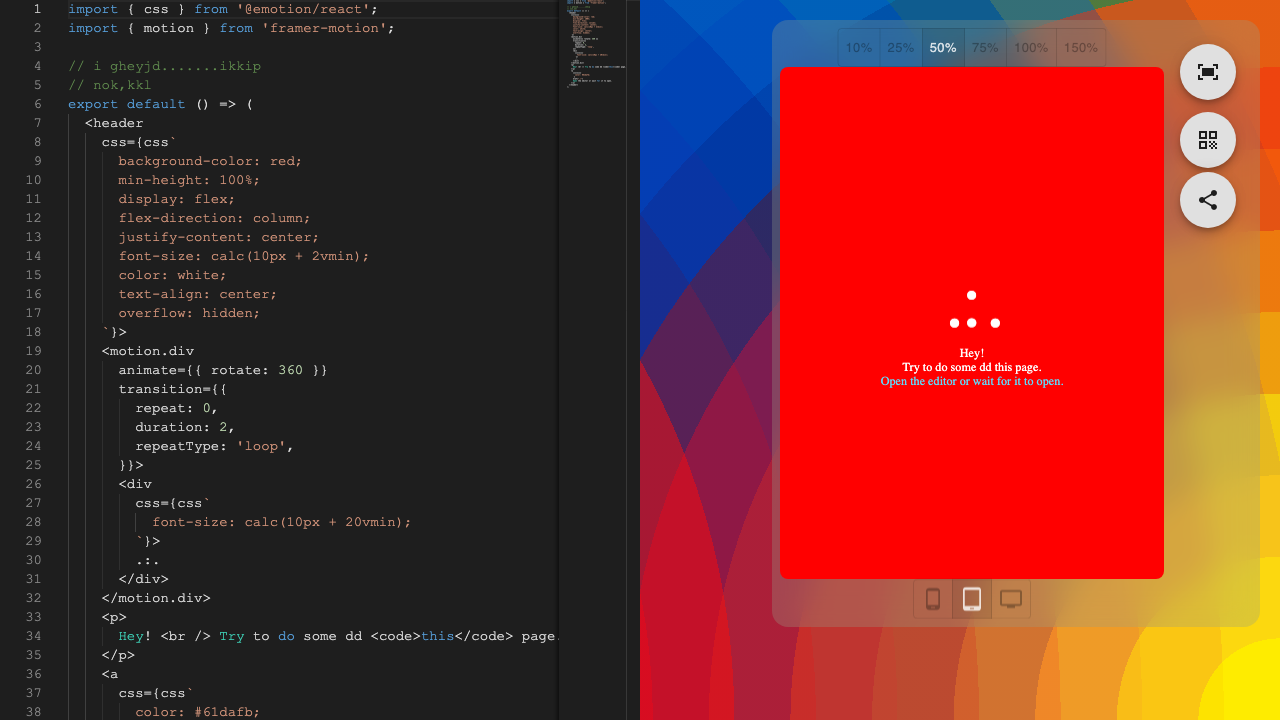 1 import { css } from '@emotion/react';
2 import { motion } from 'framer-motion';
3
4 // i gheyjd.......ikkip
5 // nok,kkl
6 export default () => (
7 <header
8 css={css`
9 background-color: red;
10 min-height: 100%;
11 display: flex;
12 flex-direction: column;
13 justify-content: center;
14 font-size: calc(10px + 2vmin);
15 color: white;
16 text-align: center;
17 overflow: hidden;
18 `}>
19 <motion.div
20 animate={{ rotate: 360 }}
21 transition={{
22 repeat: 0,
23 duration: 2,
24 repeatType: 'loop',
25 }}>
26 <div
27 css={css`
28 font-size: calc(10px + 20vmin);
29 `}>
30 .:.
31 </div>
32 </motion.div>
33 <p>
34 Hey! <br /> Try to do some dd <code>this</code> page.
35 </p>
36 <a
37 css={css`
38 color: #61dafb;
10% 25% 50% 75% 100% 150%
Hey!
Try to do some dd this page.
Open the editor or wait for it to open.